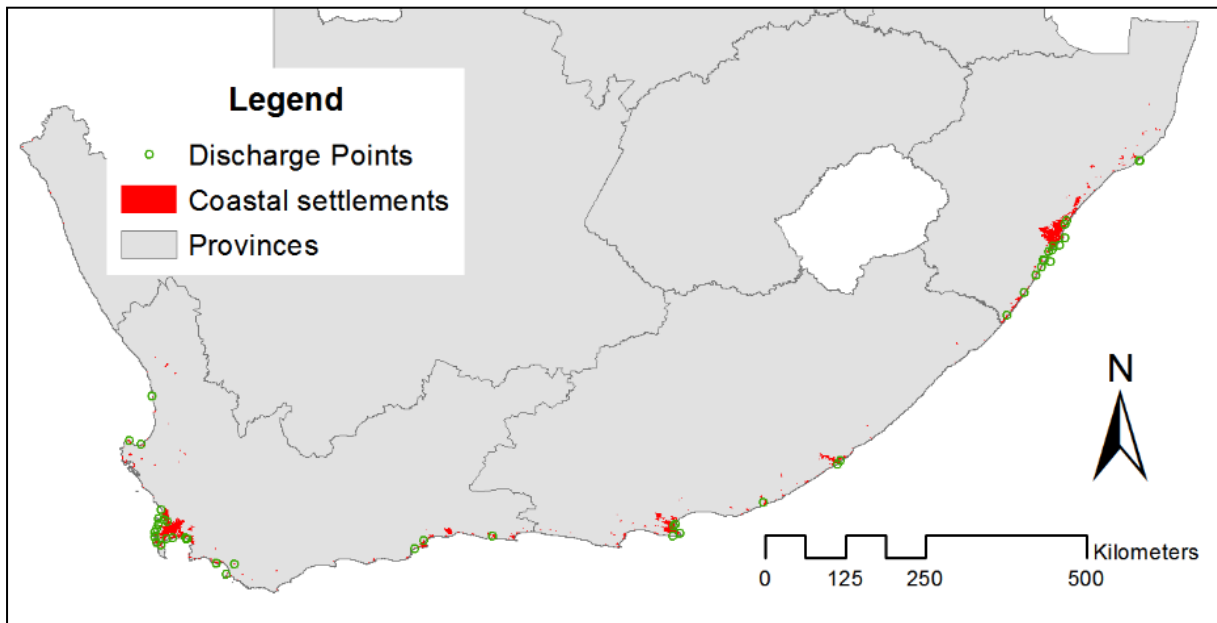 Legend
Discharge Points
Coastal settlements
Provinces
N
Kilometers
0 125 250 500